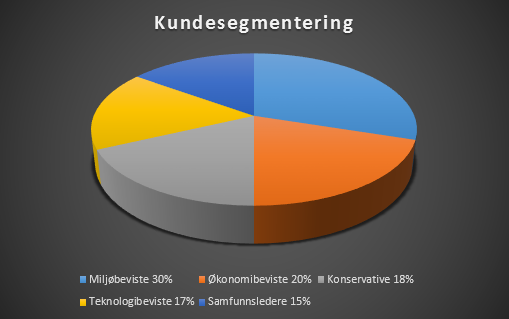 Kundesegmentering
Miljøbeviste 30% Økonomibeviste 20% Konservative 18%
Teknologibeviste 17% Samfunnsledere 15%